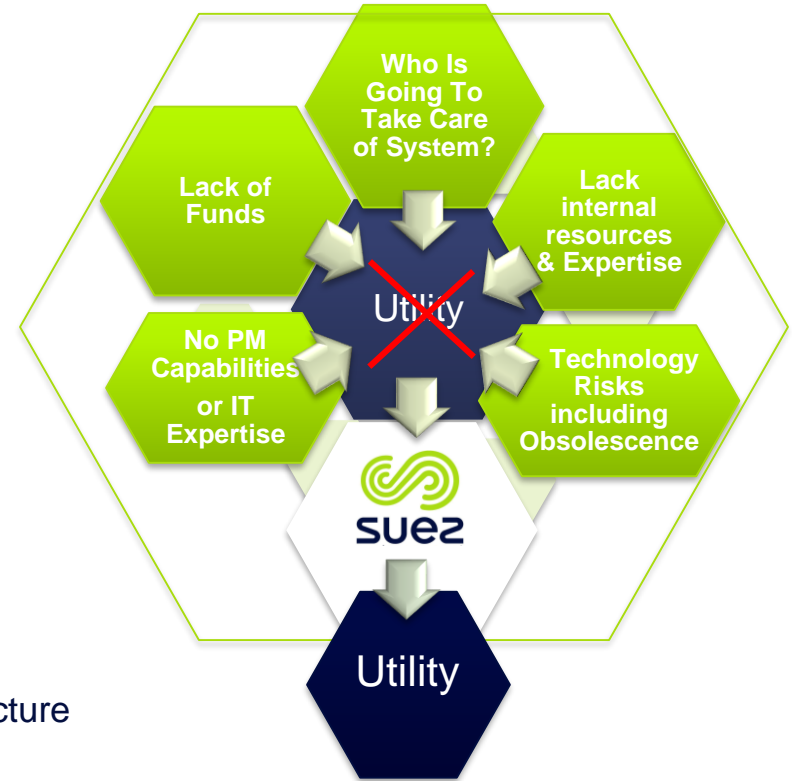 Who Is
Going To
Take Care
of System?
Lack of
Funds
Lack
internal
resources
& Expertise
Utility
No PM
Capabilities
or IT
Expertise
Technology
Risks
including
Obsolescence
suez
Utility
cture